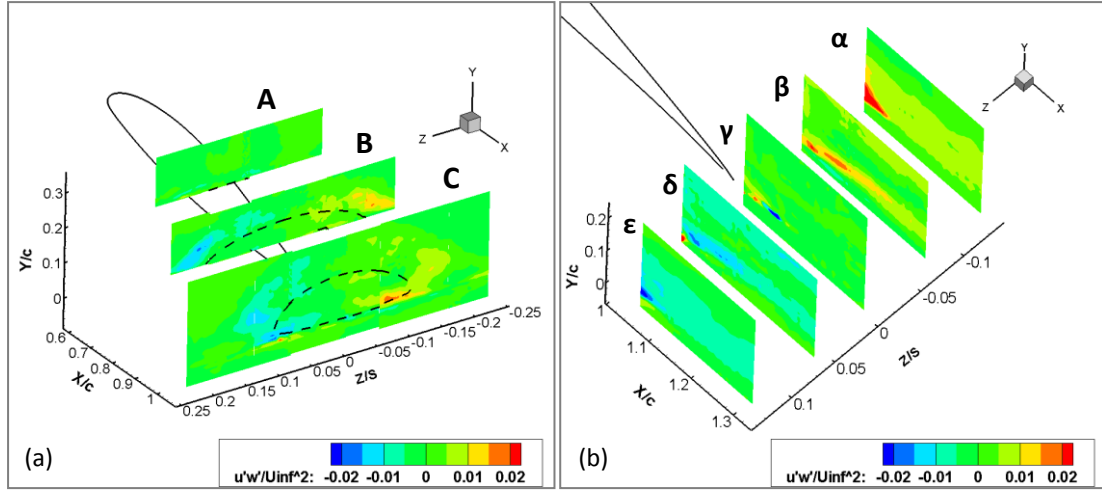 A
B
C
Y
Z
X
0.3
0.2
0.1
0
Y/c
0.6
0.7
0.8
0.9
1
X/c
0.25
0.2
0.15
0.1
0.05
0
-0.05
-0.1
-0.15
-0.2
-0.25
Z/S
(a)
u'w'/Uinf^2: -0.02 -0.01 0 0.01 0.02
α
β
γ
δ
ε
Y
Z
X
0.2
0.1
0
Y/c
1
1.1
1.2
1.3
X/c
0.1
0.05
0
-0.05
-0.1
Z/S
(b)
u'w'/Uinf^2: -0.02 -0.01 0 0.01 0.02